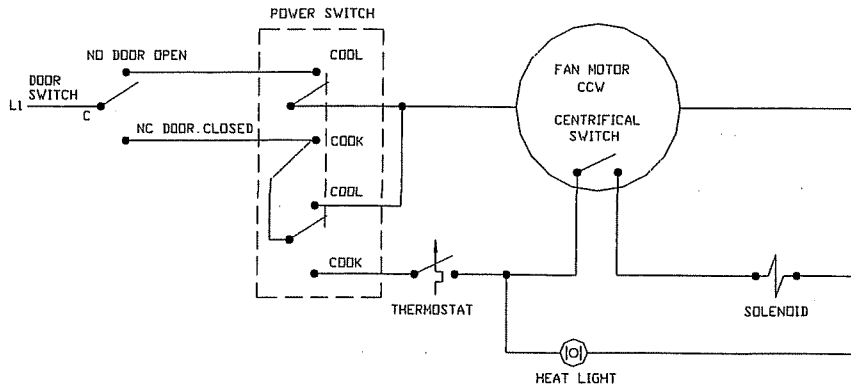 POWER SWITCH
NO DOOR OPEN
COOL
DOOR
SWITCH
L1
C
NC DOOR.CLOSED
COOK
COOL
COOK
FAN MOTOR
CCW
CENTRIFICAL
SWITCH
THERMOSTAT
SOLENOID
HEAT LIGHT